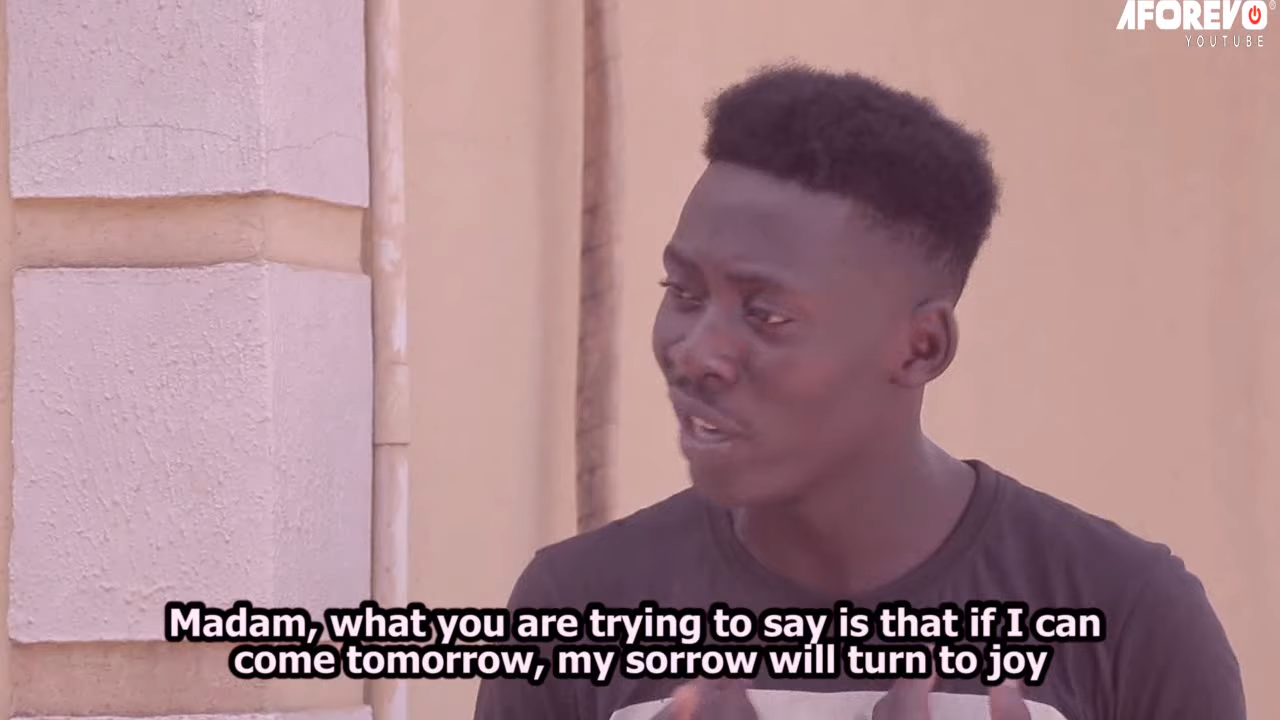 AFOREVO
YOUTUBE
Madam, what you are trying to say is that if I can
come tomorrow, my sorrow will turn to joy